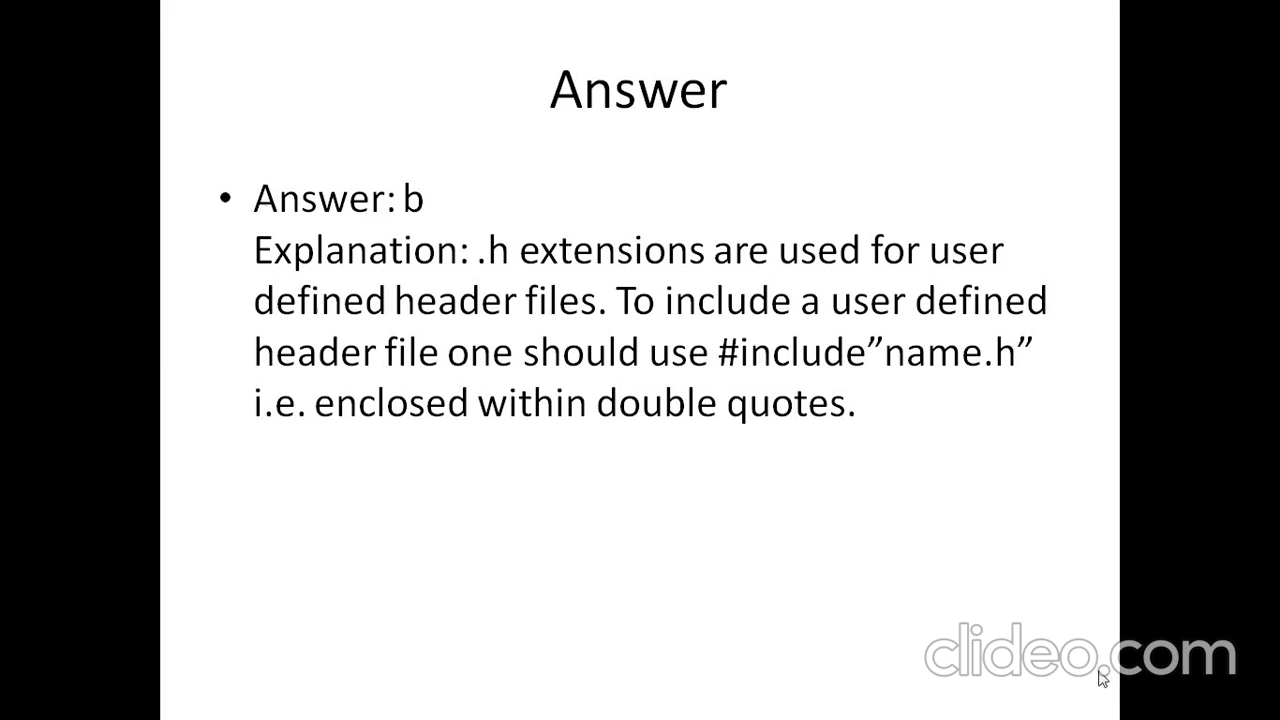 Answer
• Answer: b
Explanation: .h extensions are used for user
defined header files. To include a user defined
header file one should use #include”name.h”
i.e. enclosed within double quotes.
clideo.com